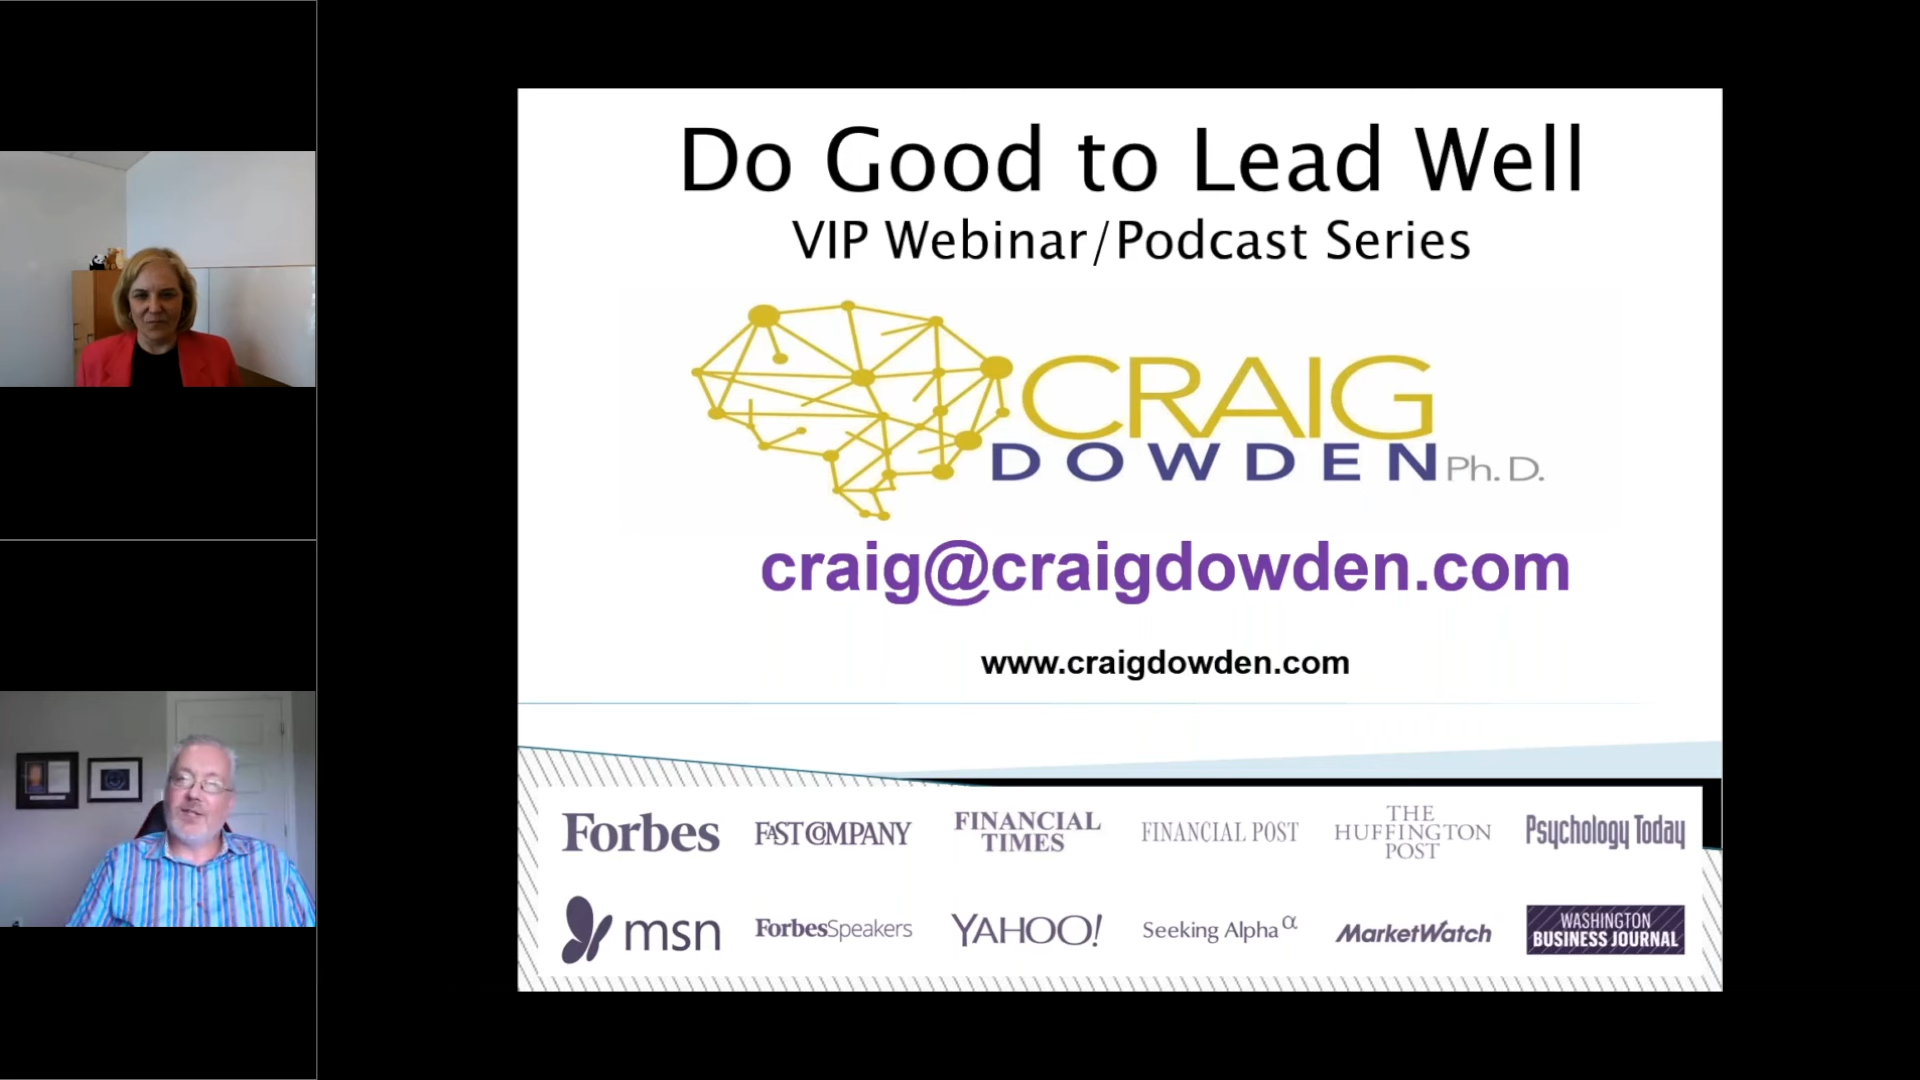 Do Good to Lead Well
VIP Webinar/Podcast Series
CRAIG
DOWDEN Ph. D.
craig@craigdowden.com
www.craigdowden.com
Forbes
FAST COMPANY
FINANCIAL
TIMES
FINANCIAL POST
THE
HUFFINGTON
POST
Psychology Today
msn
ForbesSpeakers
YAHOO!
Seeking Alpha α
MarketWatch
WASHINGTON
BUSINESS JOURNAL